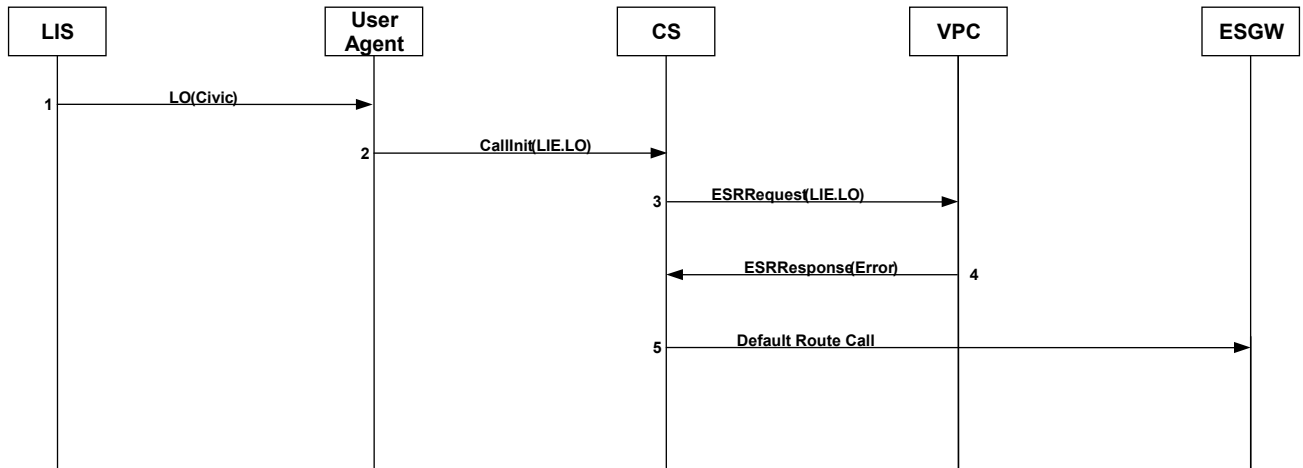 LIS
User
Agent
CS
VPC
ESGW
1 LO(Civic)
2 CallInit(LIE.LO)
3 ESRRequest(LIE.LO)
ESRResponse(Error) 4
5 Default Route Call